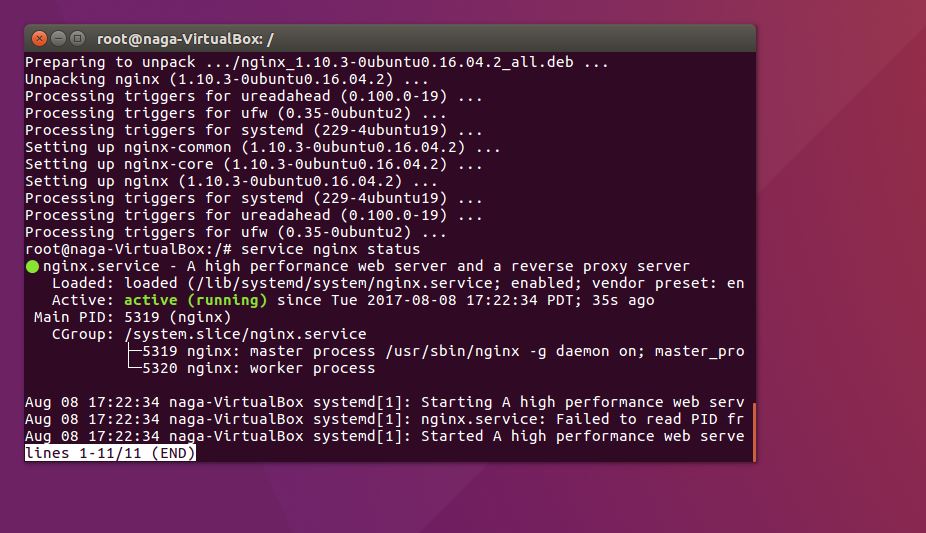 root@naga-VirtualBox: /
Preparing to unpack .../nginx_1.10.3-0ubuntu0.16.04.2_all.deb ...
Unpacking nginx (1.10.3-0ubuntu0.16.04.2) ...
Processing triggers for ureadahead (0.100.0-19) ...
Processing triggers for ufw (0.35-0ubuntu2) ...
Processing triggers for systemd (229-4ubuntu19) ...
Setting up nginx-common (1.10.3-0ubuntu0.16.04.2) ...
Setting up nginx-core (1.10.3-0ubuntu0.16.04.2) ...
Setting up nginx (1.10.3-0ubuntu0.16.04.2) ...
Processing triggers for systemd (229-4ubuntu19) ...
Processing triggers for ureadahead (0.100.0-19) ...
Processing triggers for ufw (0.35-0ubuntu2) ...
root@naga-VirtualBox:/# service nginx status
● nginx.service - A high performance web server and a reverse proxy server
   Loaded: loaded (/lib/systemd/system/nginx.service; enabled; vendor preset: en
   Active: active (running) since Tue 2017-08-08 17:22:34 PDT; 35s ago
 Main PID: 5319 (nginx)
   CGroup: /system.slice/nginx.service
           ├─5319 nginx: master process /usr/sbin/nginx -g daemon on; master_pro
           └─5320 nginx: worker process
Aug 08 17:22:34 naga-VirtualBox systemd[1]: Starting A high performance web serv
Aug 08 17:22:34 naga-VirtualBox systemd[1]: nginx.service: Failed to read PID fr
Aug 08 17:22:34 naga-VirtualBox systemd[1]: Started A high performance web serve
lines 1-11/11 (END)